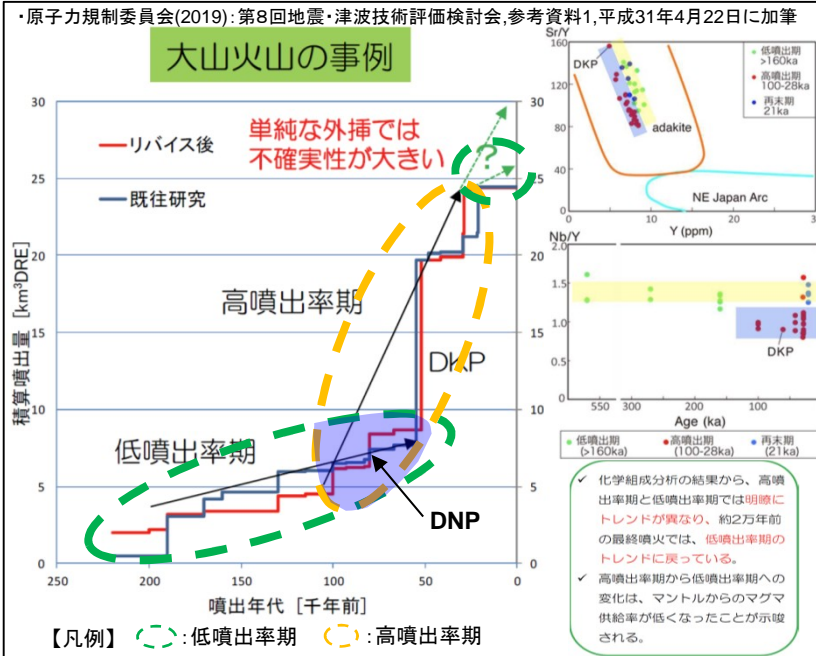 ・原子力規制委員会(2019):第8回地震・津波技術評価検討会,参考資料1,平成31年4月22日に加筆
大山火山の事例
単純な外挿では
不確実性が大きい
リバイス後
既往研究
?
高噴出率期
DKP
低噴出率期
DNP
積算噴出量 [km³DRE]
30
25
20
15
10
5
0
30
25
20
15
10
5
0
250
200
150
100
50
0
噴出年代 [千年前]
【凡例】 :低噴出率期 :高噴出率期
Sr/Y
160
120
80
40
0
DKP
低噴出期
>160ka
高噴出期
100-28ka
再末期
21ka
adakite
NE Japan Arc
0
10
20
30
Y (ppm)
Nb/Y
2.0
1.5
1.0
0.5
0.0
DKP
550
300
200
100
Age (ka)
低噴出期
(>160ka)
高噴出期
(100-28ka)
再末期
(21ka)
✓ 化学組成分析の結果から、高噴
出率期と低噴出率期では明瞭に
トレンドが異なり、約2万年前
の最終噴火では、低噴出率期の
トレンドに戻っている。
✓ 高噴出率期から低噴出率期への
変化は、マントルからのマグマ
供給率が低くなったことが示唆
される。